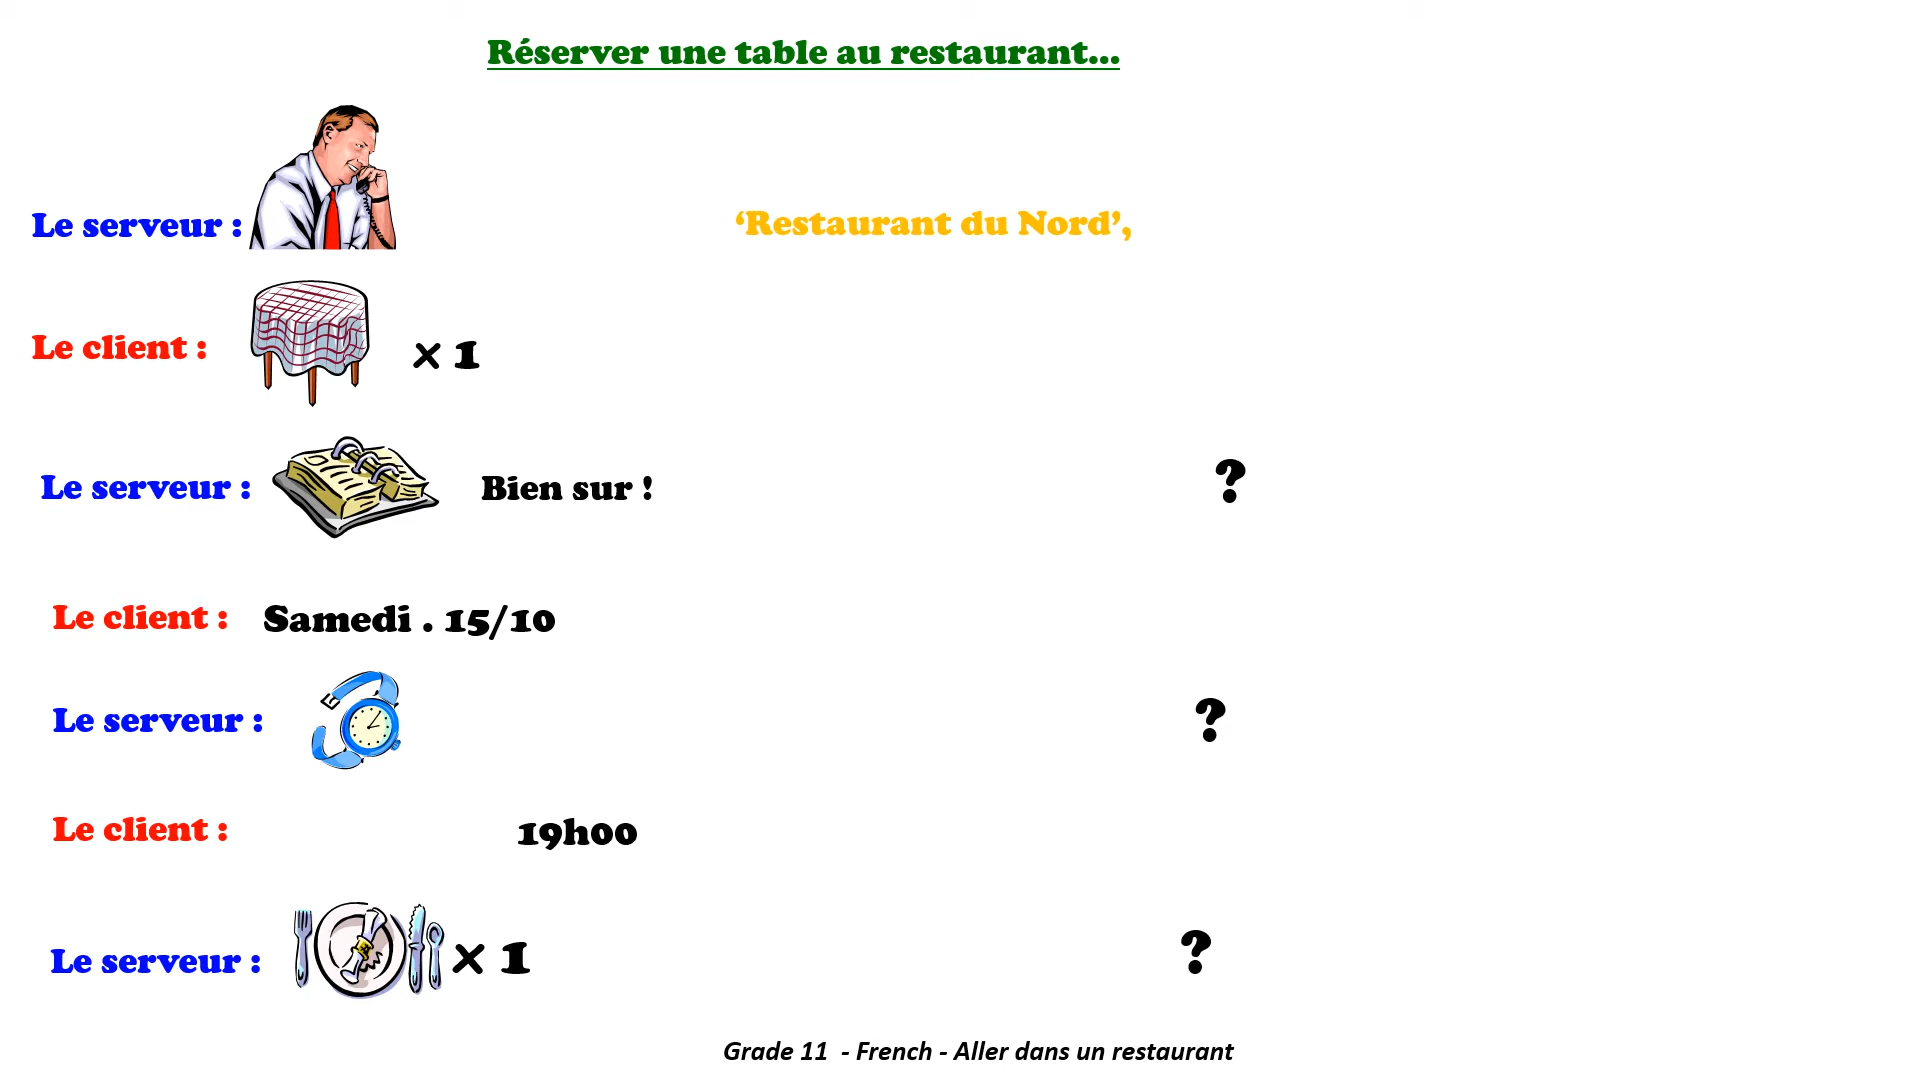 Réserver une table au restaurant...
Le serveur : ‘Restaurant du Nord’,
Le client : x 1
Le serveur : Bien sur ! ?
Le client : Samedi . 15/10
Le serveur : ?
Le client : 19h00
Le serveur : x 1 ?
Grade 11 - French - Aller dans un restaurant